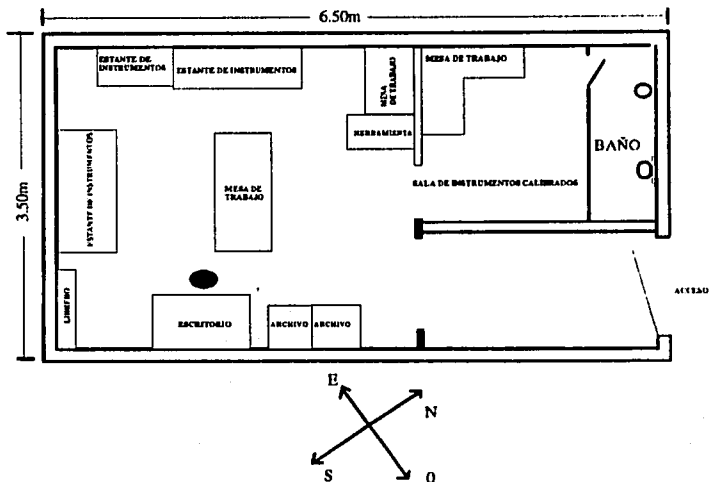 6.50m
3.50m
ESTANTE DE
INSTRUMENTOS
ESTANTE DE INSTRUMENTOS
MESA
DE TRABAJO
MESA DE TRABAJO
HERRAMIENTA
BAÑO
ESTANTE DE INSTRUMENTOS
MESA DE
TRABAJO
SALA DE INSTRUMENTOS CALIBRADOS
LIBRERO
ESCRITORIO
ARCHIVO
ARCHIVO
ACCESO
E
N
S
O